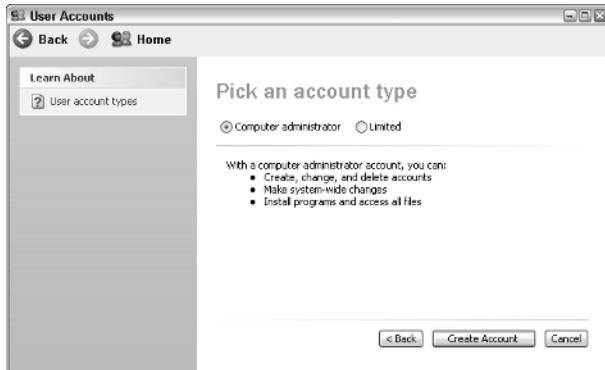 User Accounts
Back Home
Learn About
User account types
Pick an account type
Computer administrator Limited
With a computer administrator account, you can:
• Create, change, and delete accounts
• Make system-wide changes
• Install programs and access all files
< Back Create Account Cancel